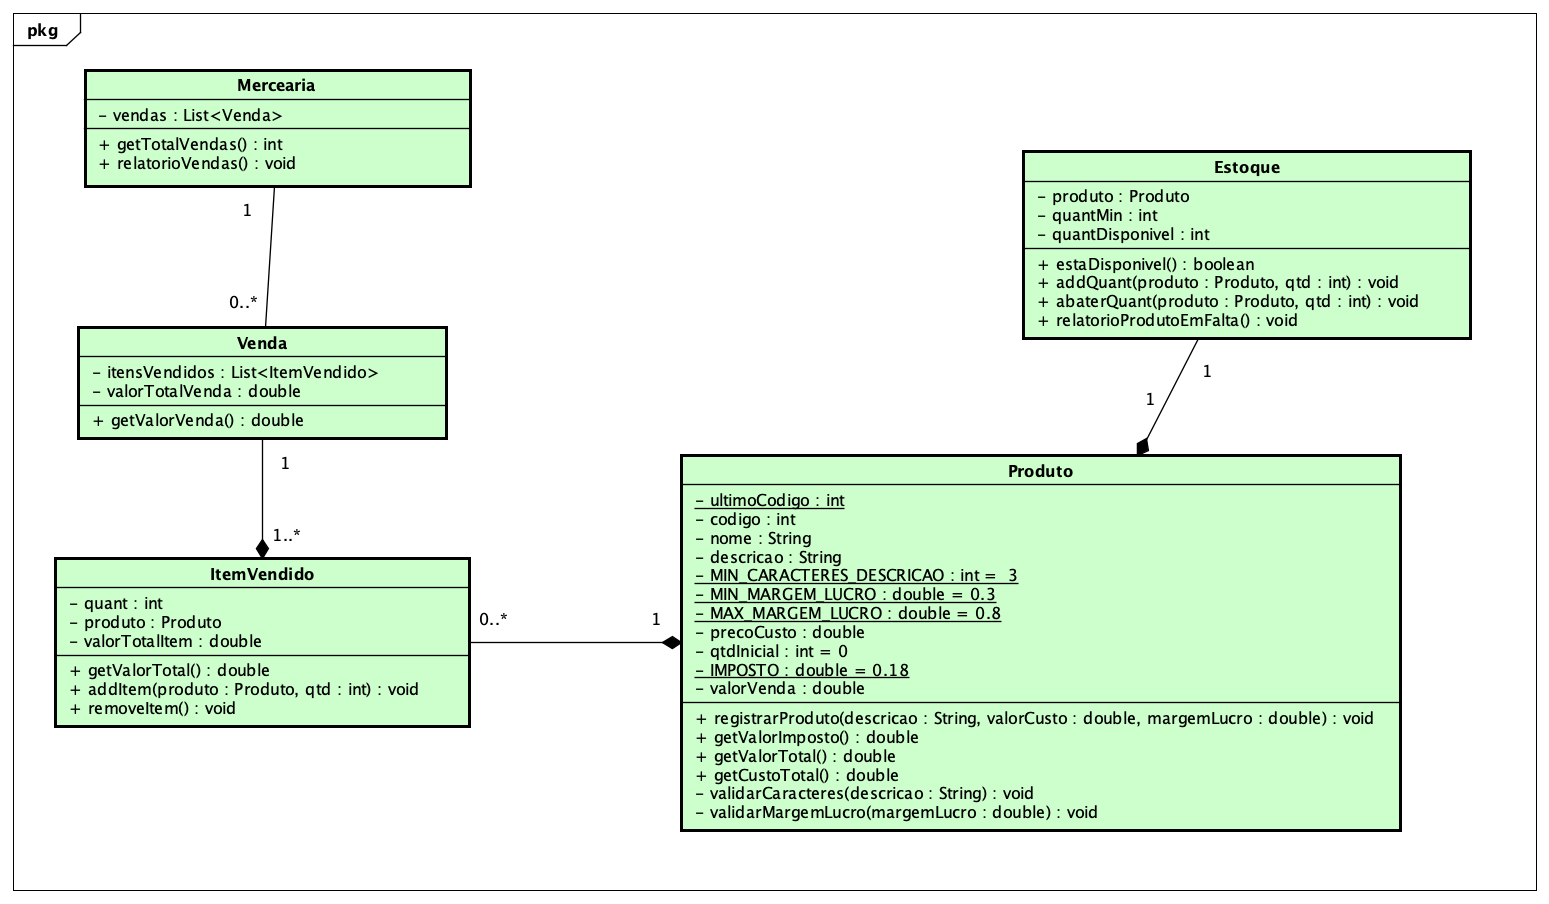 pkg
Mercearia
- vendas : List<Venda>
+ getTotalVendas() : int
+ relatorioVendas() : void
1
0..*
Venda
- itensVendidos : List<ItemVendido>
- valorTotalVenda : double
+ getValorVenda() : double
1
1..*
ItemVendido
- quant : int
- produto : Produto
- valorTotalItem : double
+ getValorTotal() : double
+ addItem(produto : Produto, qtd : int) : void
+ removeItem() : void
0..*
1
Estoque
- produto : Produto
- quantMin : int
- quantDisponivel : int
+ estaDisponivel() : boolean
+ addQuant(produto : Produto, qtd : int) : void
+ abaterQuant(produto : Produto, qtd : int) : void
+ relatorioProdutoEmFalta() : void
1
1
Produto
- ultimoCodigo : int
- codigo : int
- nome : String
- descricao : String
- MIN_CARACTERES_DESCRICAO : int =  3
- MIN_MARGEM_LUCRO : double = 0.3
- MAX_MARGEM_LUCRO : double = 0.8
- precoCusto : double
- qtdInicial : int = 0
- IMPOSTO : double = 0.18
- valorVenda : double
+ registrarProduto(descricao : String, valorCusto : double, margemLucro : double) : void
+ getValorImposto() : double
+ getValorTotal() : double
+ getCustoTotal() : double
- validarCaracteres(descricao : String) : void
- validarMargemLucro(margemLucro : double) : void